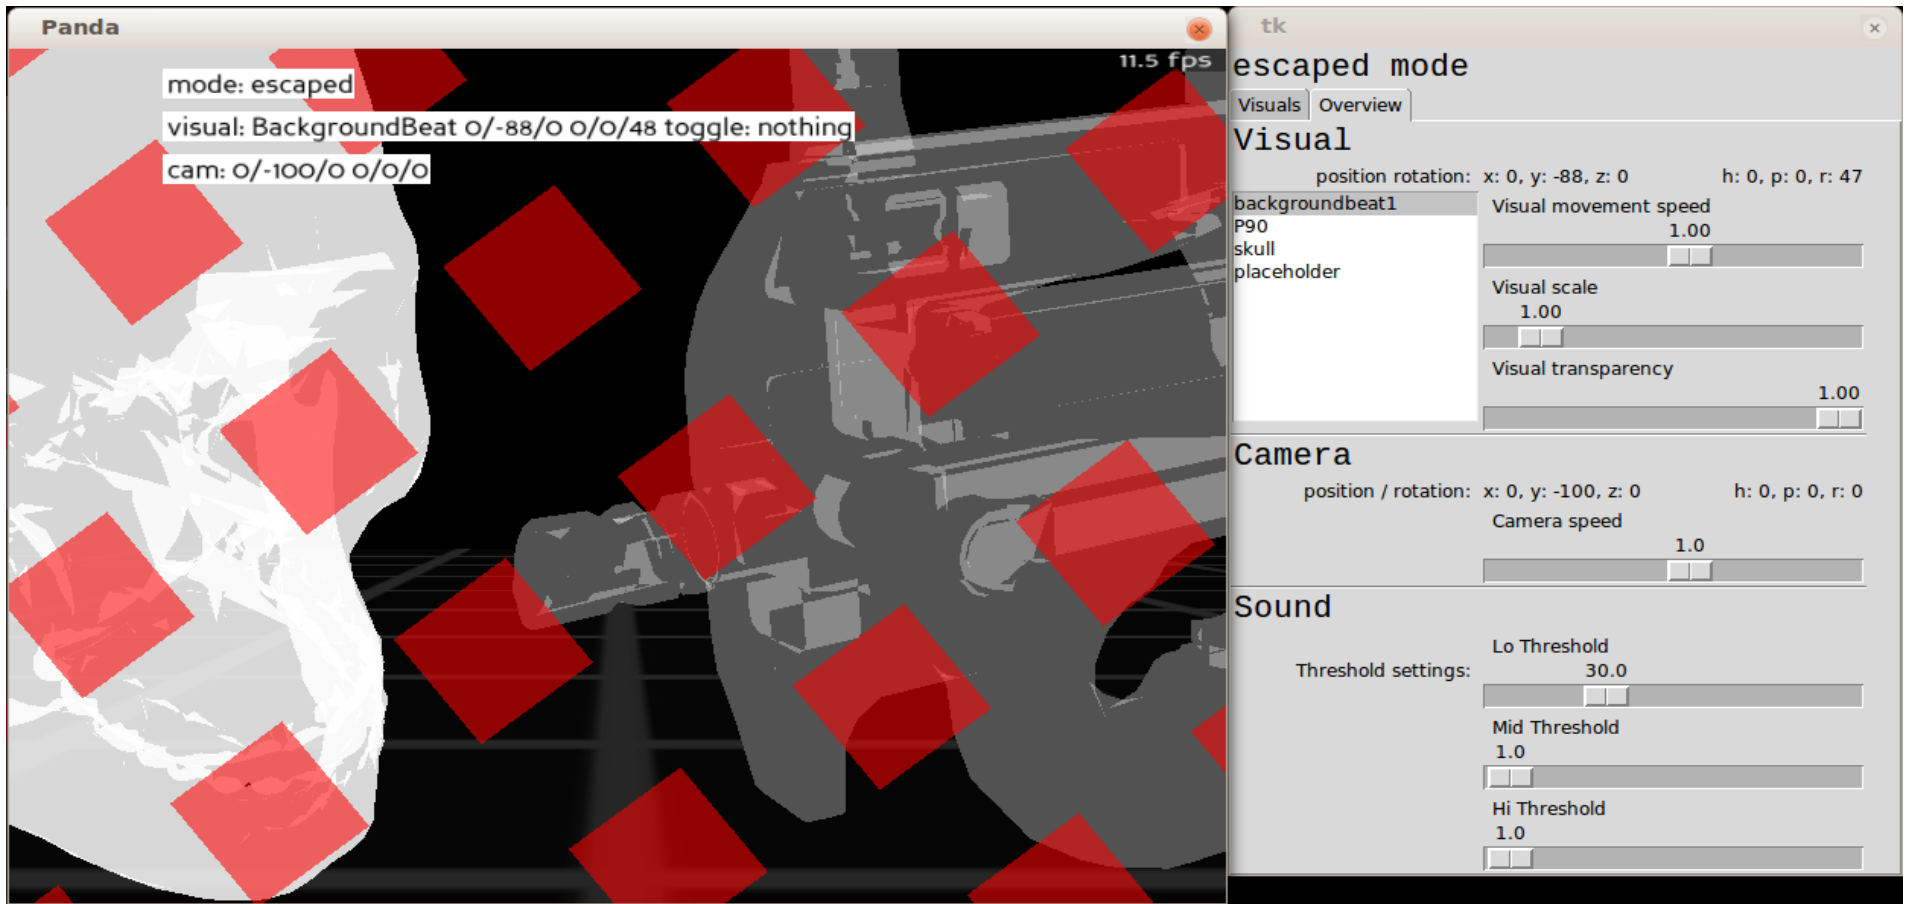 Panda
11.5 fps
mode: escaped
visual: BackgroundBeat 0/-88/0 0/0/48 toggle: nothing
cam: 0/-100/0 0/0/0
tk
escaped mode
Visuals Overview
Visual
position rotation: x: 0, y: -88, z: 0 h: 0, p: 0, r: 47
backgroundbeat1
P90
skull
placeholder
Visual movement speed
1.00
Visual scale
1.00
Visual transparency
1.00
Camera
position / rotation: x: 0, y: -100, z: 0 h: 0, p: 0, r: 0
Camera speed
1.0
Sound
Threshold settings:
Lo Threshold
30.0
Mid Threshold
1.0
Hi Threshold
1.0